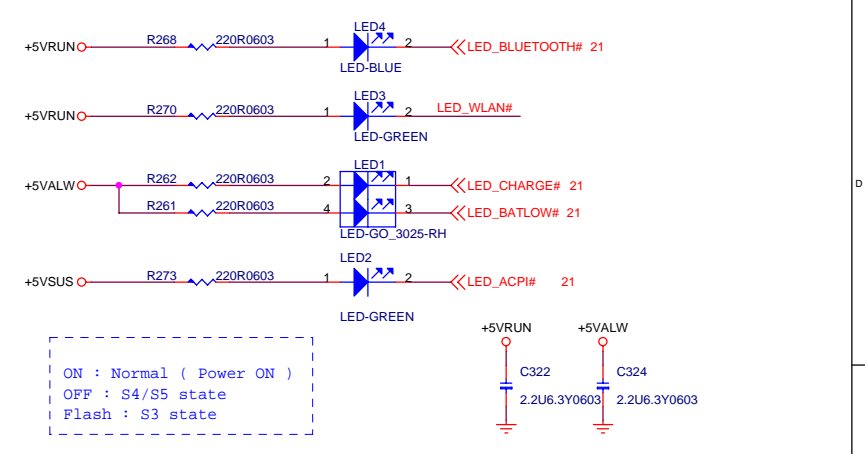 LED4
+5VRUN R268 220R0603 1 2 LED_BLUETOOTH# 21
LED-BLUE
LED3
+5VRUN R270 220R0603 1 2 LED_WLAN#
LED-GREEN
LED1
+5VALW R262 220R0603 2 1 LED_CHARGE# 21
R261 220R0603 4 3 LED_BATLOW# 21
LED-GO_3025-RH
LED2
+5VSUS R273 220R0603 1 2 LED_ACPI# 21
LED-GREEN
+5VRUN +5VALW
C322 C324
2.2U6.3Y0603 2.2U6.3Y0603
ON : Normal ( Power ON )
OFF : S4/S5 state
Flash : S3 state
D